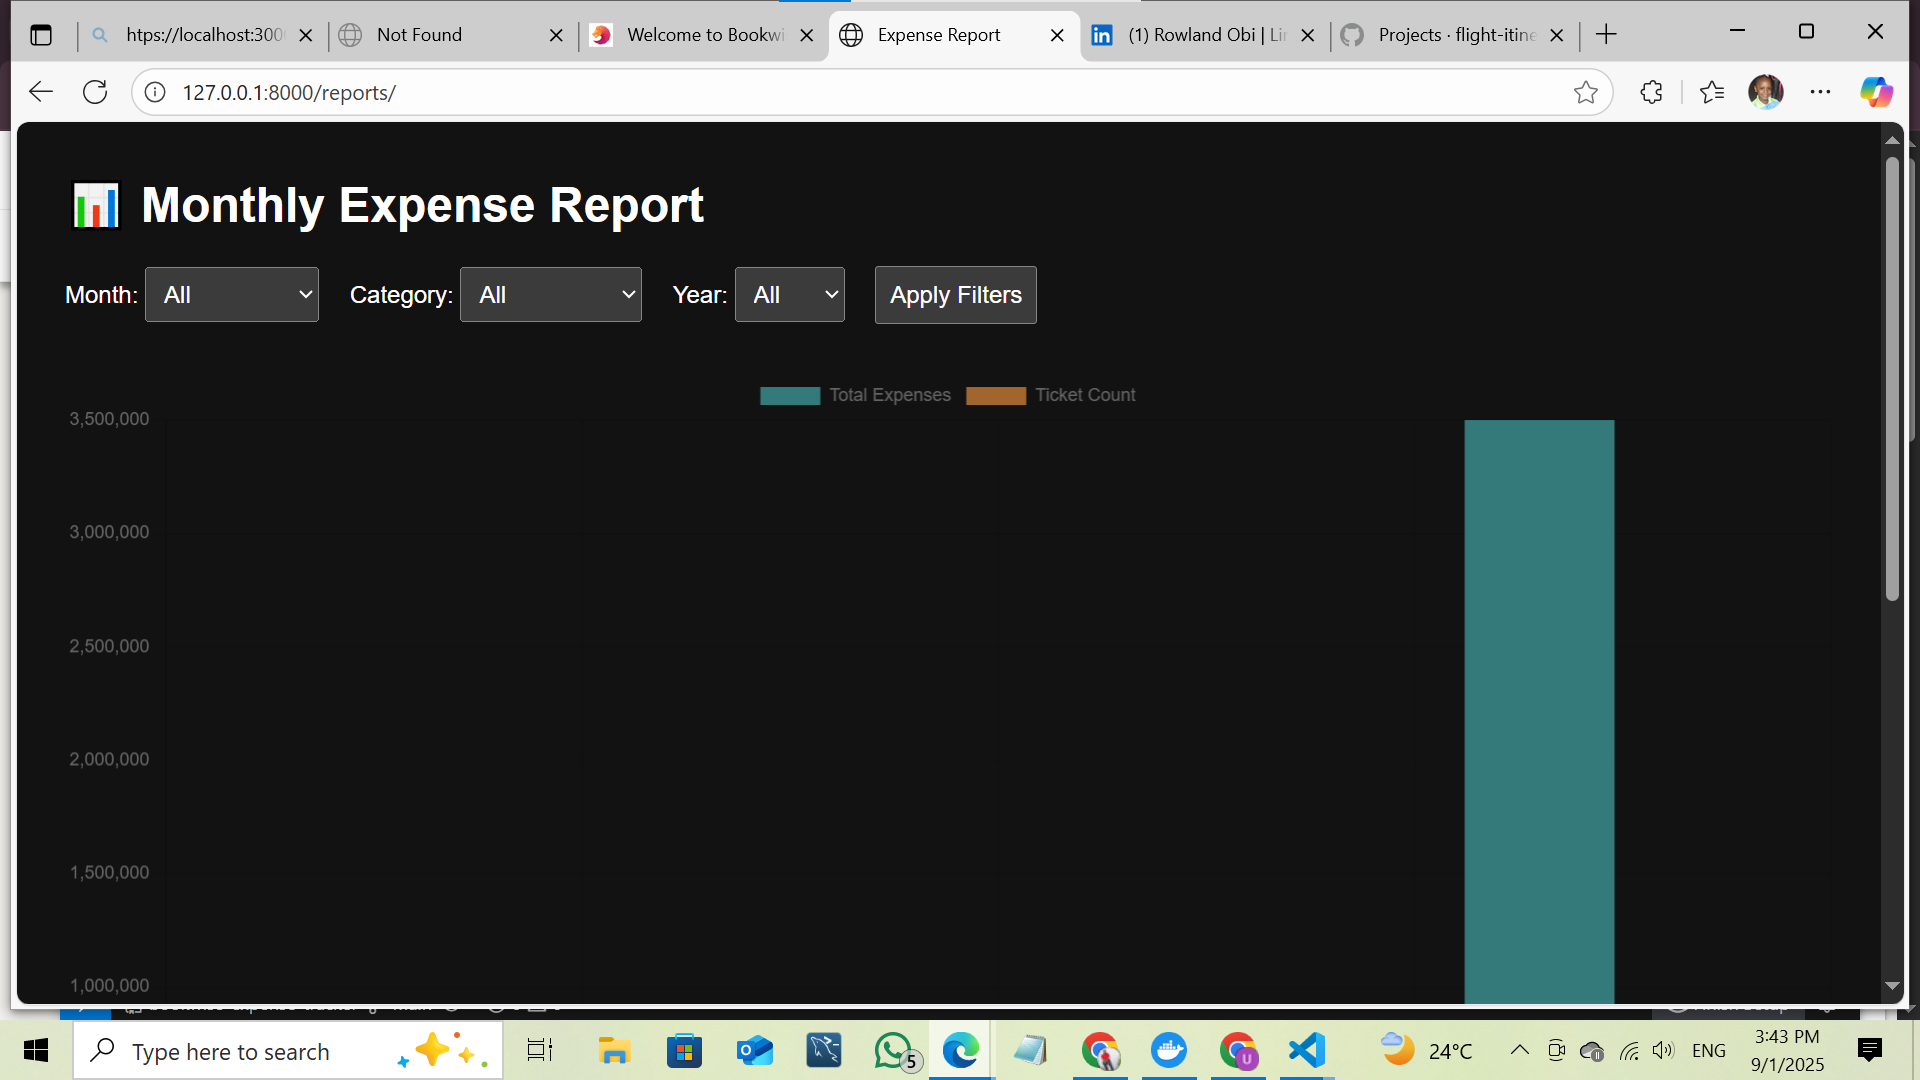 htps://localhost:300
Not Found
Welcome to Bookwi
Expense Report
(1) Rowland Obi | Li
Projects · flight-itine
127.0.0.1:8000/reports/
Monthly Expense Report
Month: All Category: All Year: All Apply Filters
Total Expenses Ticket Count
3,500,000
3,000,000
2,500,000
2,000,000
1,500,000
1,000,000
Type here to search
5
U
24°C
ENG
3:43 PM
9/1/2025